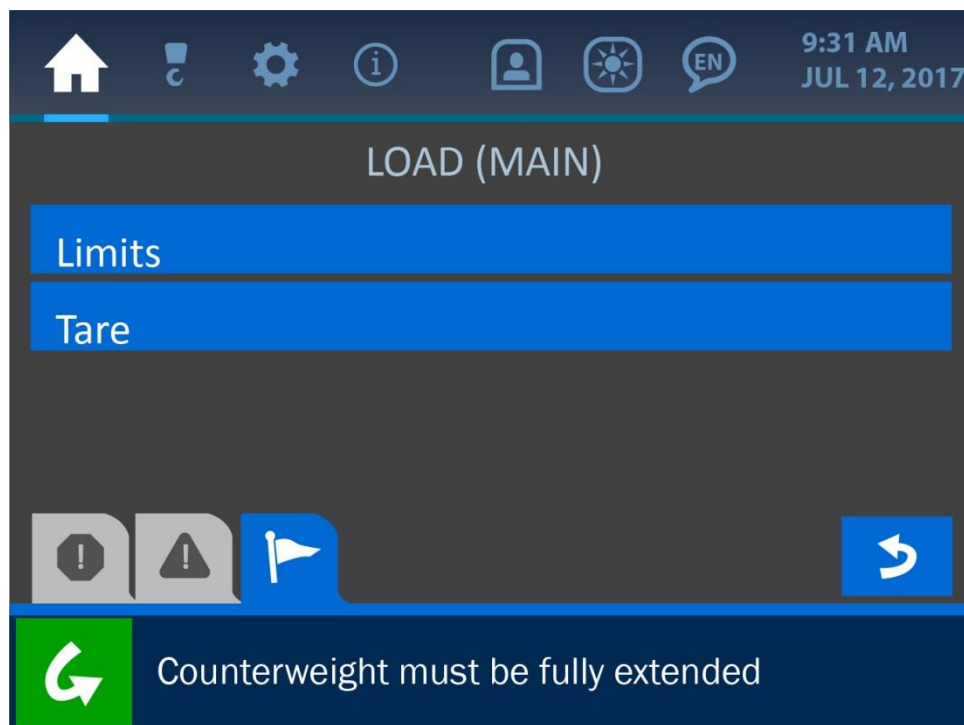 EN
9:31 AM
JUL 12, 2017
LOAD (MAIN)
Limits
Tare
Counterweight must be fully extended